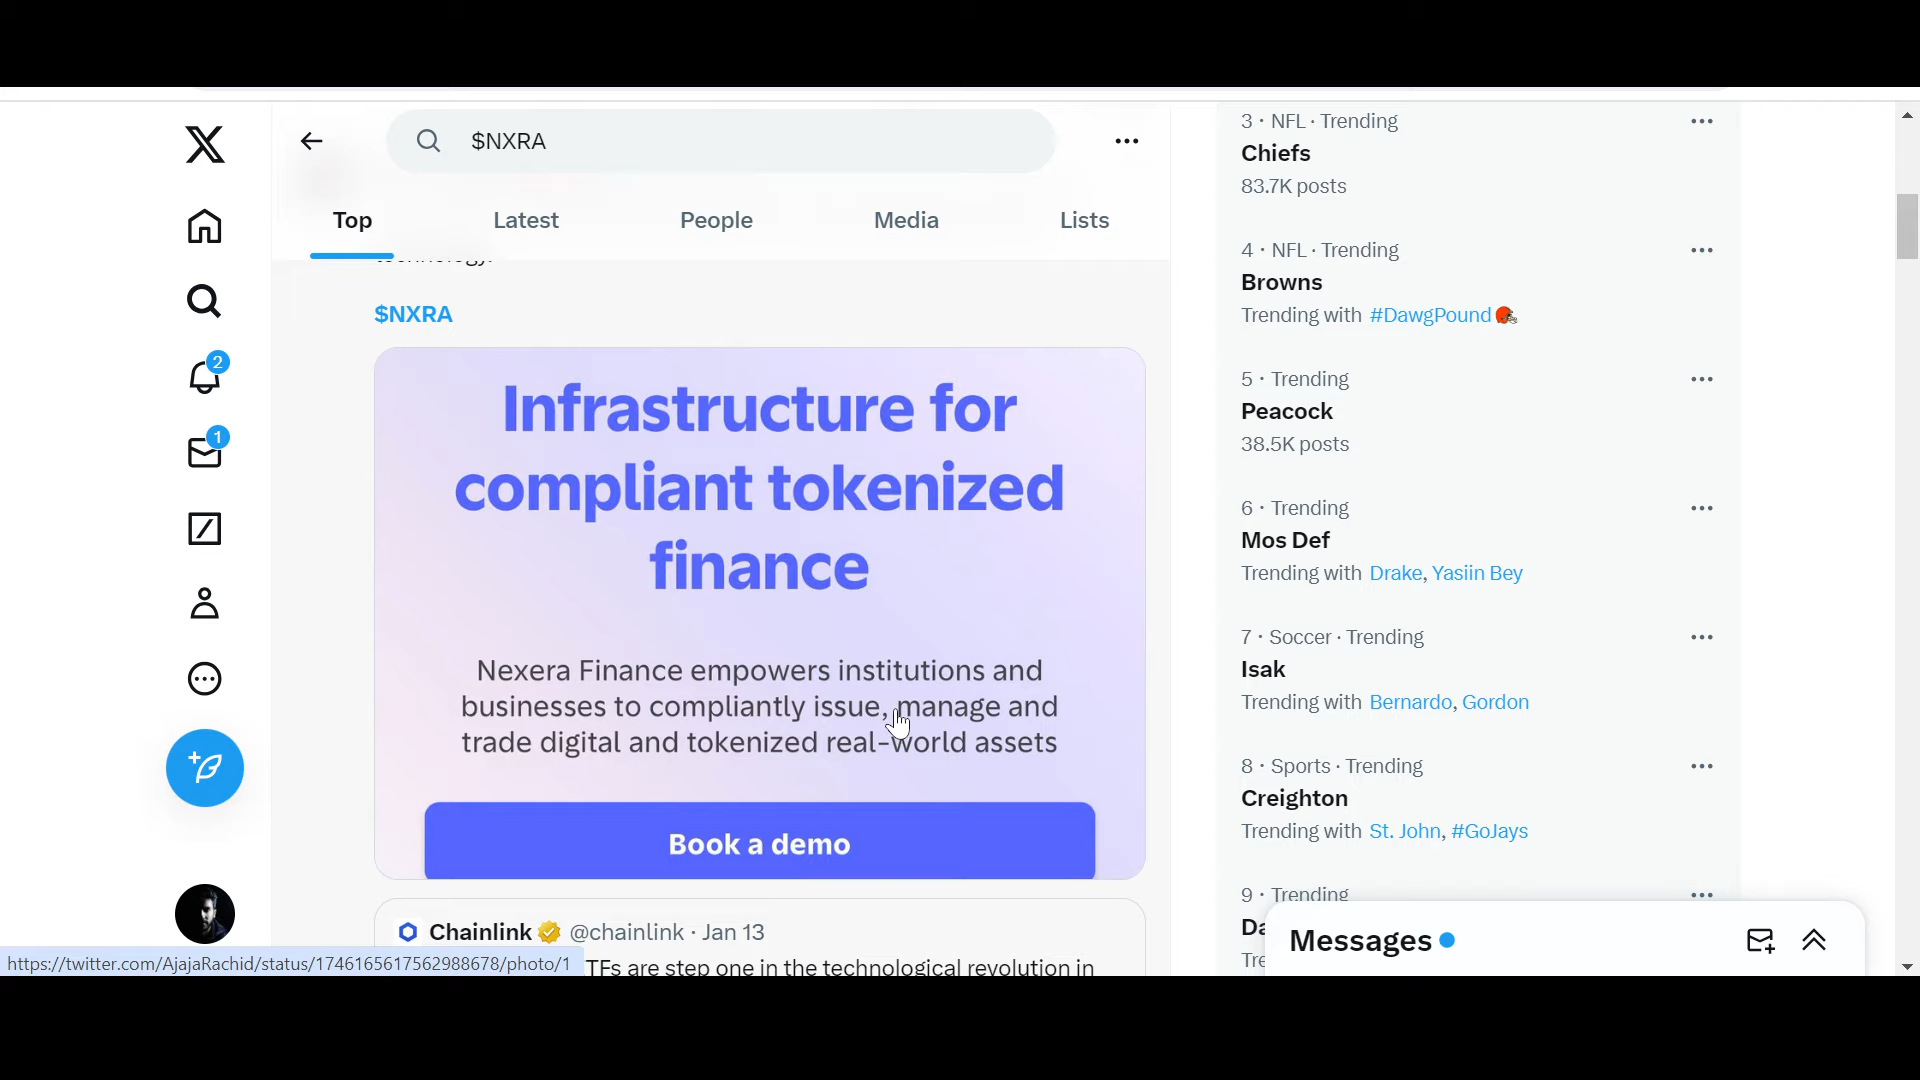 $NXRA
Top
Latest
People
Media
Lists
$NXRA
Infrastructure for
compliant tokenized
finance
Nexera Finance empowers institutions and
businesses to compliantly issue, manage and
trade digital and tokenized real-world assets
Book a demo
Chainlink @chainlink · Jan 13
TFs are step one in the technological revolution in
2
1
https://twitter.com/AjajaRachid/status/1746165617562988678/photo/1
3 · NFL · Trending
Chiefs
83.7K posts
4 · NFL · Trending
Browns
Trending with #DawgPound
5 · Trending
Peacock
38.5K posts
6 · Trending
Mos Def
Trending with Drake, Yasiin Bey
7 · Soccer · Trending
Isak
Trending with Bernardo, Gordon
8 · Sports · Trending
Creighton
Trending with St. John, #GoJays
9 · Trending
Messages